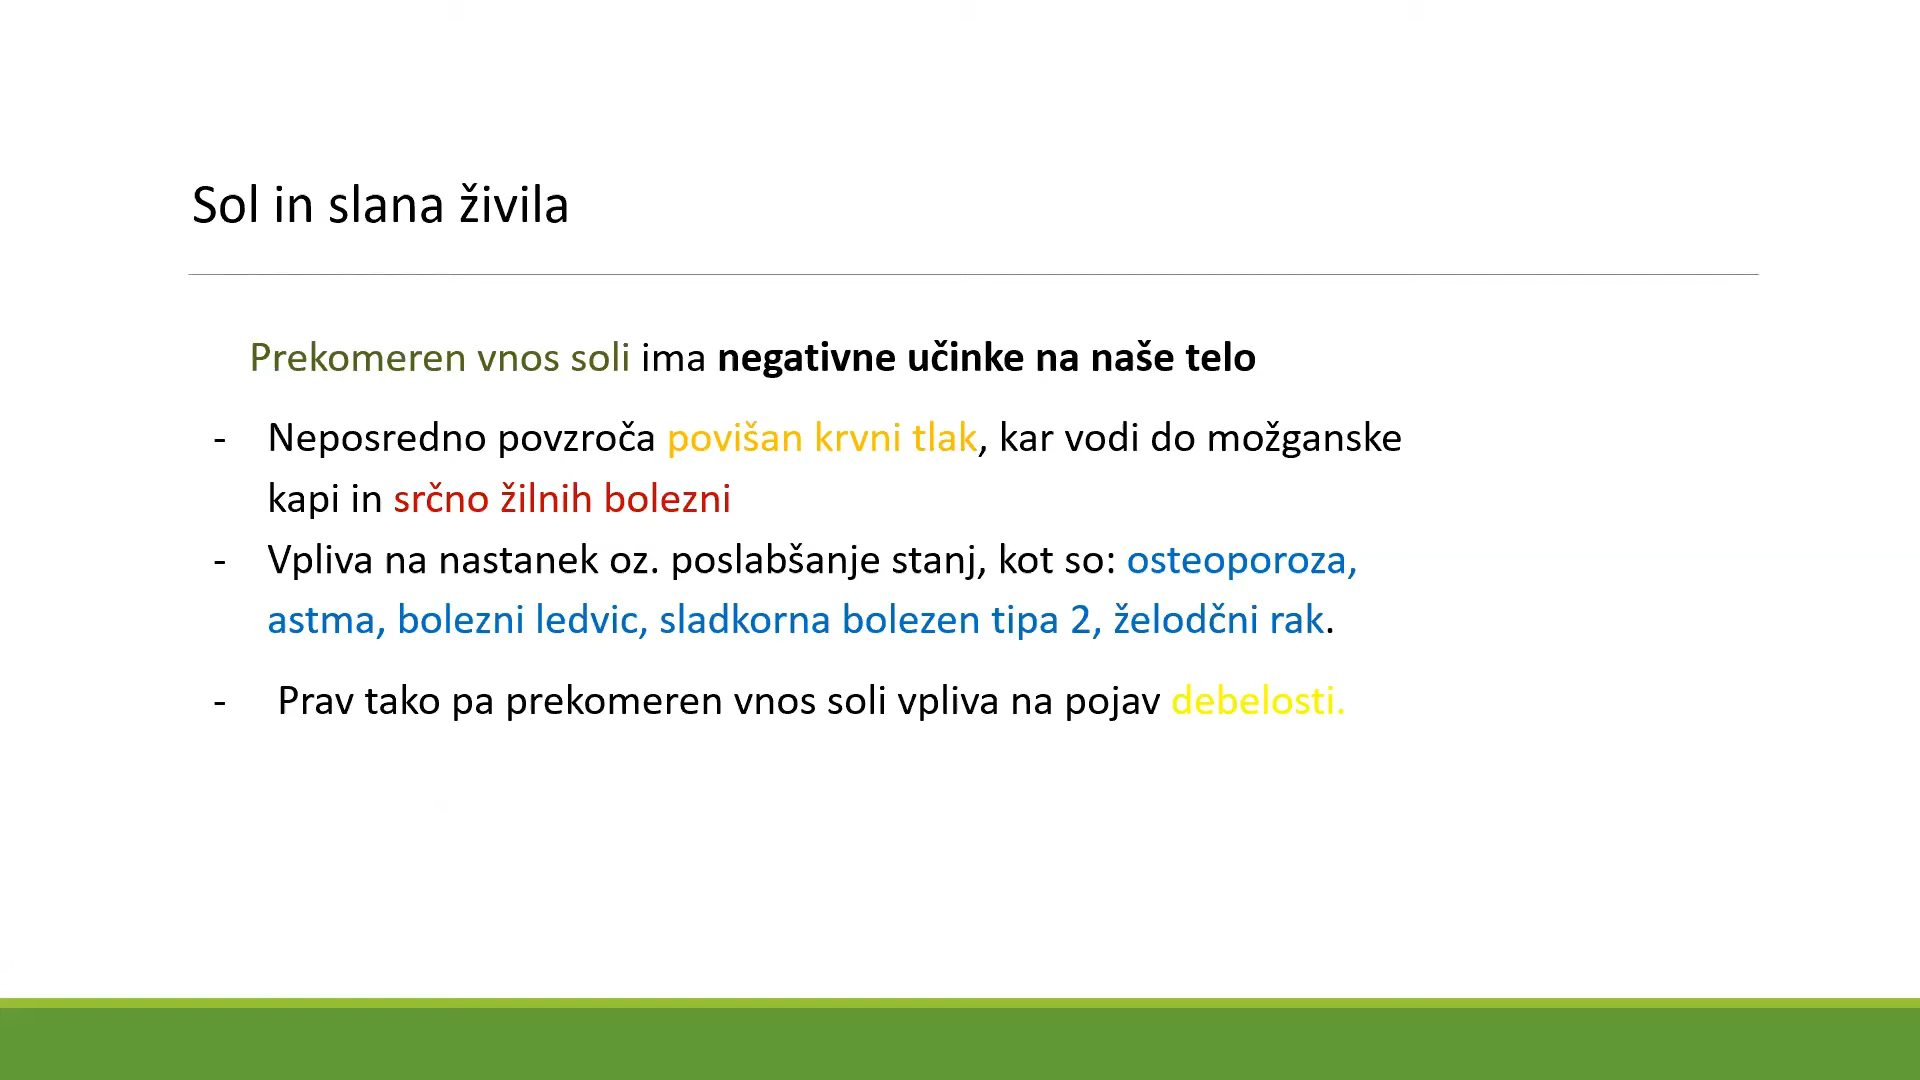 Sol in slana živila
Prekomeren vnos soli ima negativne učinke na naše telo
- Neposredno povzroča povišan krvni tlak, kar vodi do možganske
kapi in srčno žilnih bolezni
- Vpliva na nastanek oz. poslabšanje stanj, kot so: osteoporoza,
astma, bolezni ledvic, sladkorna bolezen tipa 2, želodčni rak.
- Prav tako pa prekomeren vnos soli vpliva na pojav debelosti.